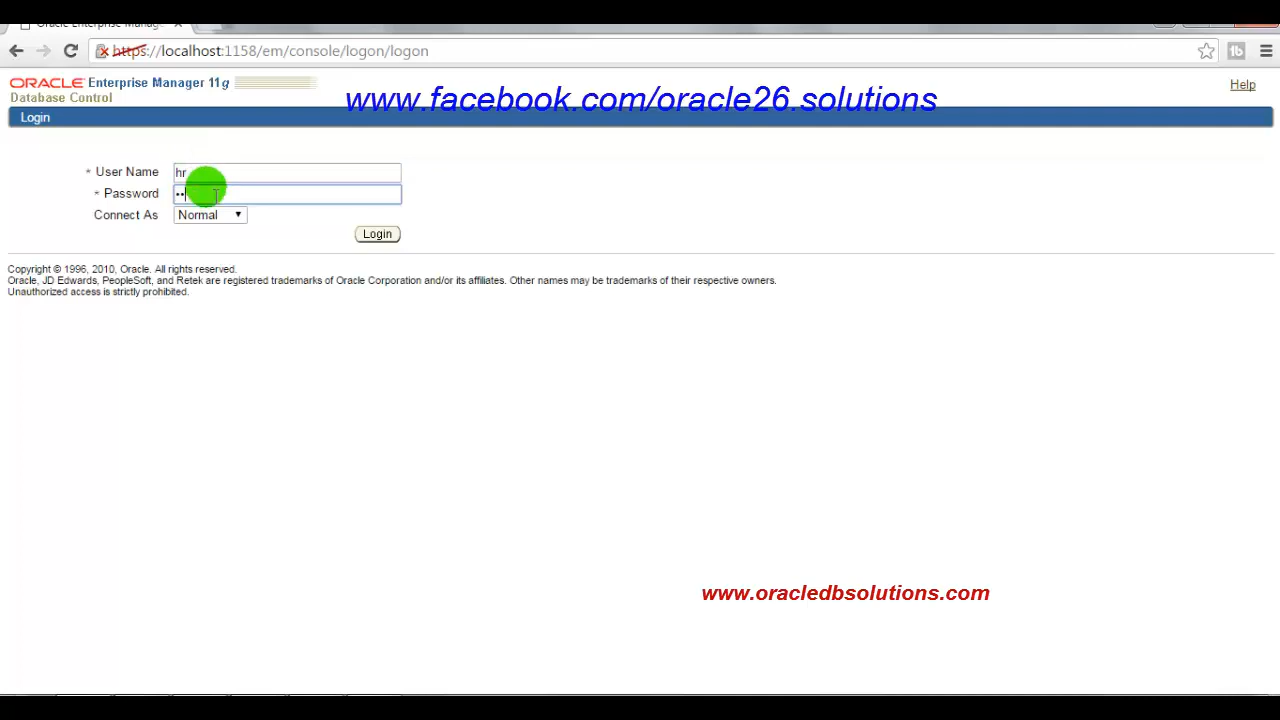 Oracle Enterprise Manage
https://localhost:1158/em/console/logon/logon
ORACLE Enterprise Manager 11g
Database Control
Help
www.facebook.com/oracle26.solutions
Login
* User Name hr
* Password ••
Connect As Normal
Login
Copyright © 1996, 2010, Oracle. All rights reserved.
Oracle, JD Edwards, PeopleSoft, and Retek are registered trademarks of Oracle Corporation and/or its affiliates. Other names may be trademarks of their respective owners.
Unauthorized access is strictly prohibited.
www.oracledbsolutions.com